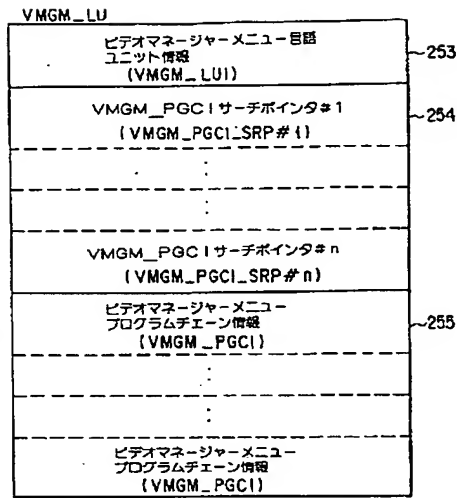 VMGM_LU
ビデオマネージャーメニュー言語
ユニット情報
(VMGM_LUI)
253
VMGM_PGCIサーチポインタ#1
(VMGM_PGCI_SRP#1)
254
VMGM_PGCIサーチポインタ#n
(VMGM_PGCI_SRP#n)
ビデオマネージャーメニュー
プログラムチェーン情報
(VMGM_PGCI)
255
ビデオマネージャーメニュー
プログラムチェーン情報
(VMGM_PGCI)